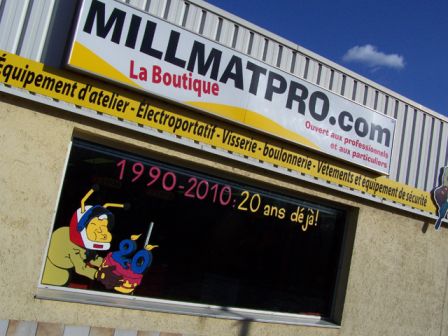 MILLMATPRO.com
La Boutique
Ouvert aux professionnels
et aux particuliers
Équipement d'atelier - Électroportatif - Visserie - boulonnerie - Vêtements et équipement de sécurité
1990-2010: 20 ans déjà!
20